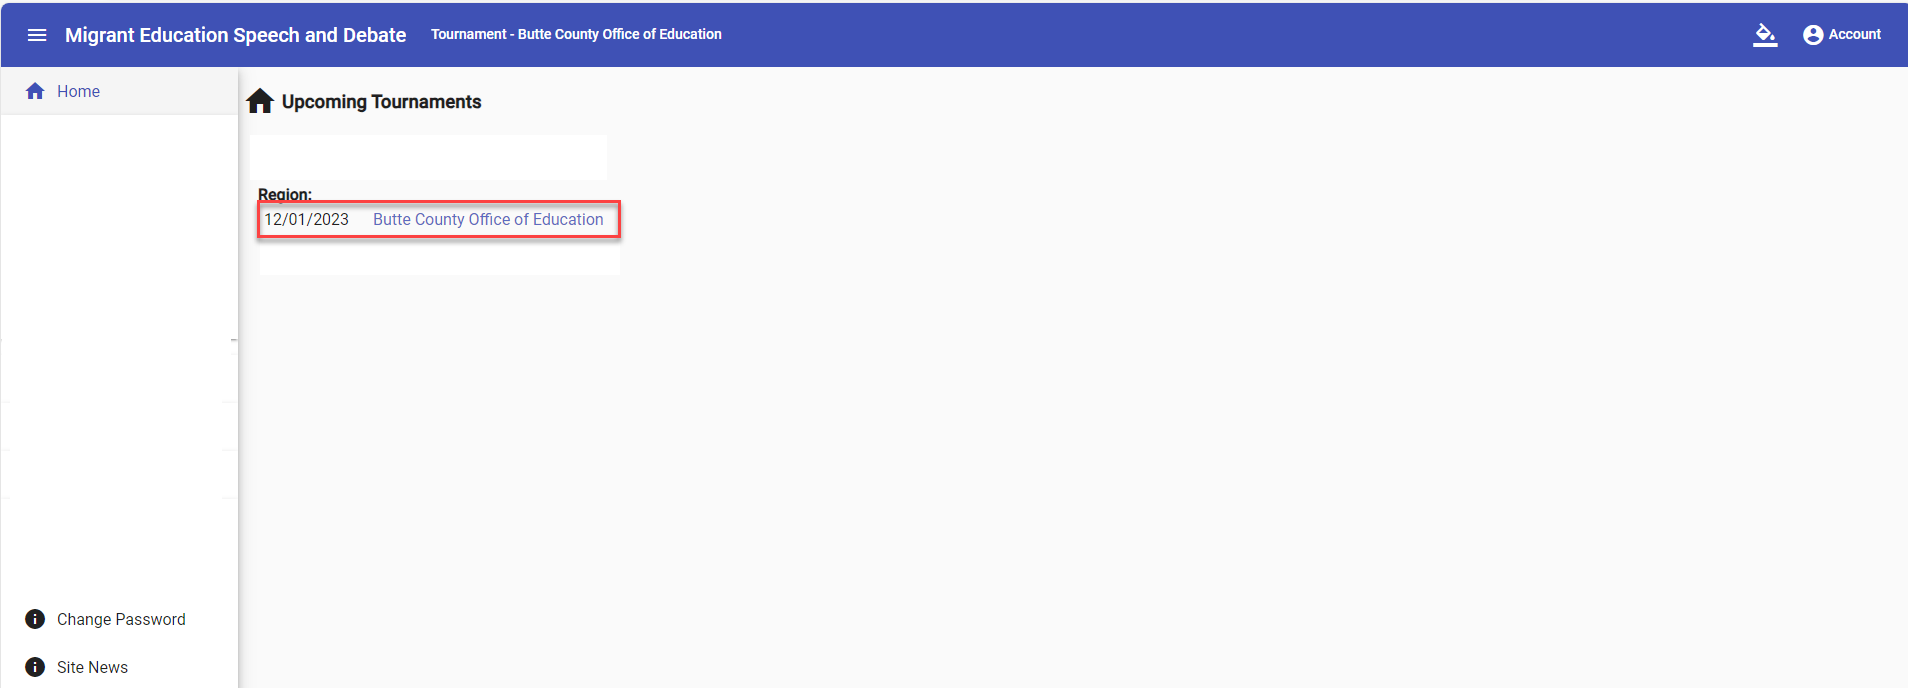 Migrant Education Speech and Debate
Tournament - Butte County Office of Education
Account
Home
Upcoming Tournaments
Region:
12/01/2023 Butte County Office of Education
Change Password
Site News